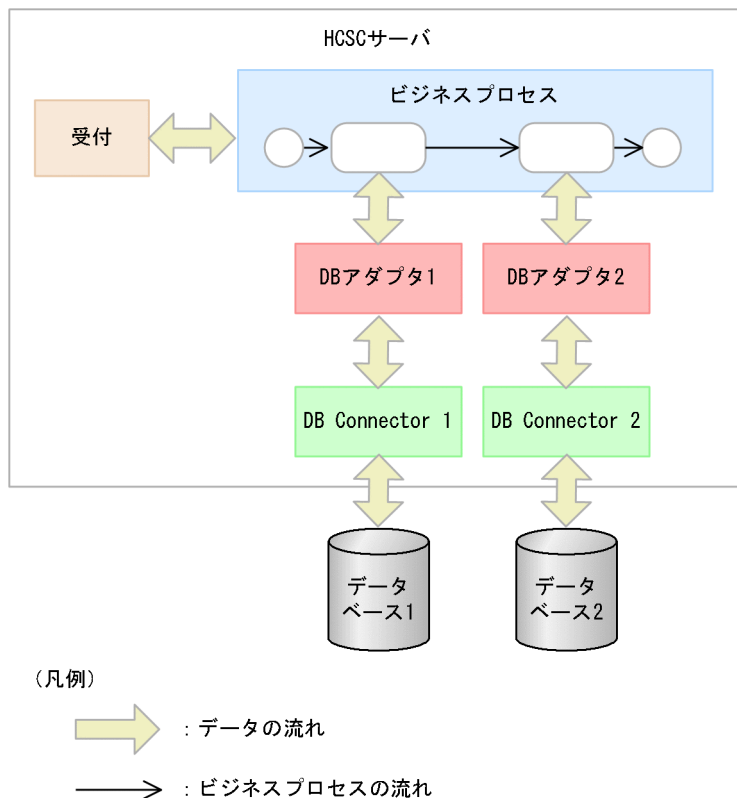 HCSCサーバ
ビジネスプロセス
受付
DBアダプタ1
DBアダプタ2
DB Connector 1
DB Connector 2
データ
ベース1
データ
ベース2
(凡例)
：データの流れ
：ビジネスプロセスの流れ